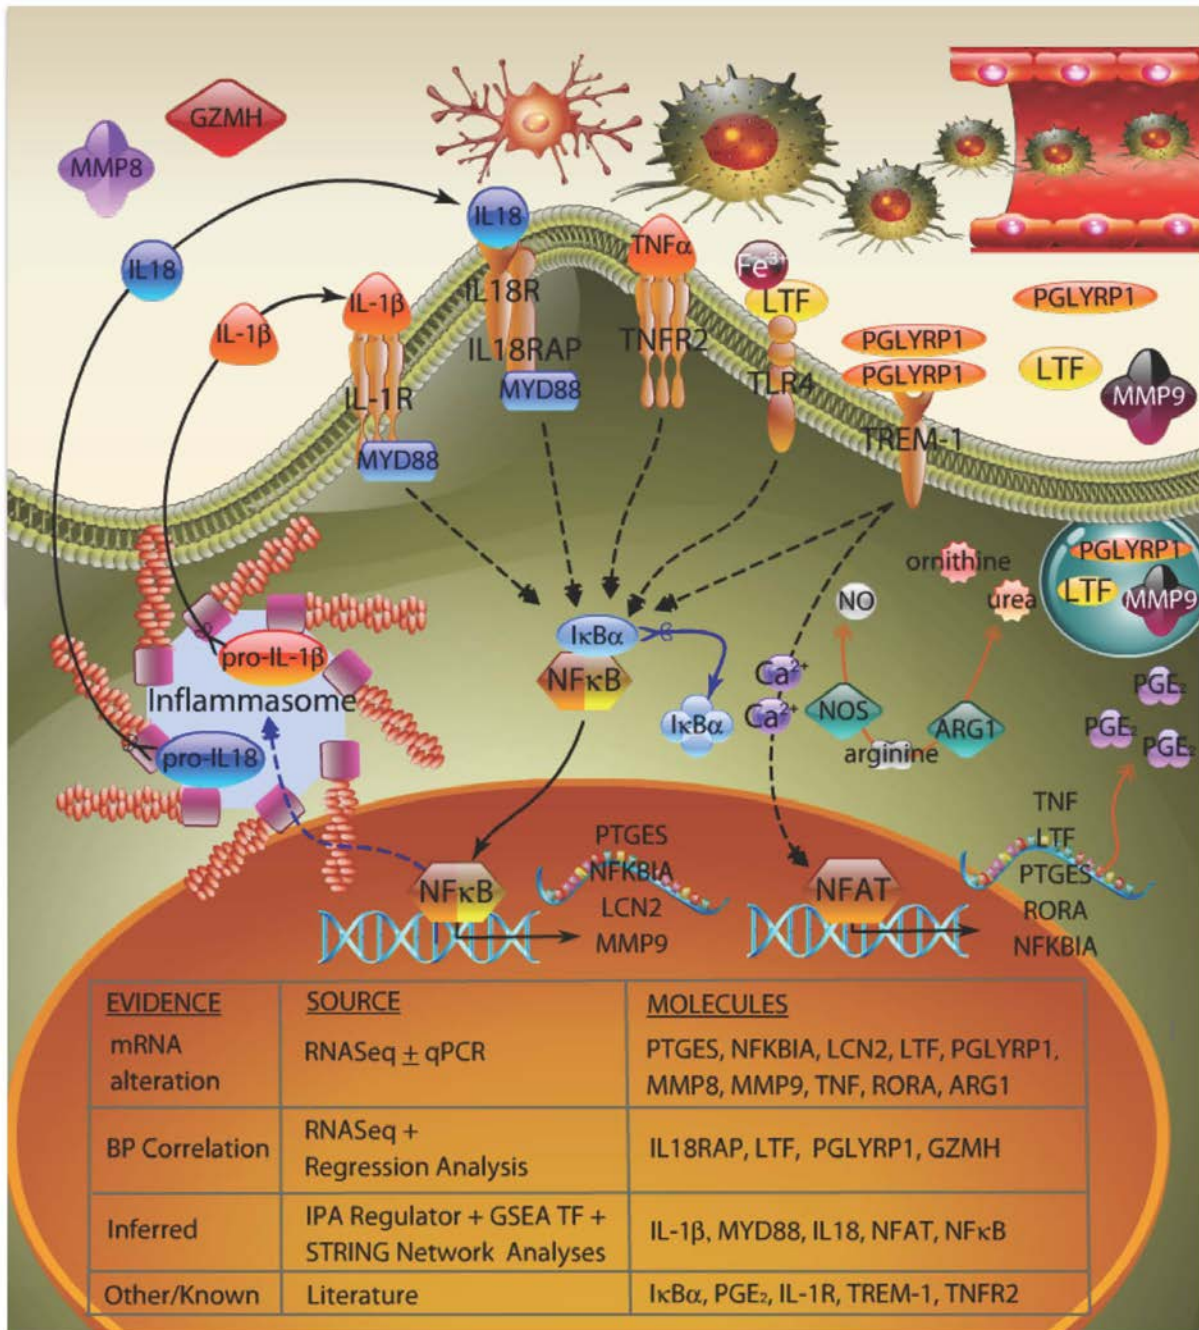 GZMH
MMP8
IL18
IL18
TNFα
Fe³⁺
LTF
IL-1β
IL-1β
IL18R
IL18RAP
MYD88
TNFR2
TLR4
PGLYRP1
PGLYRP1
TREM-1
PGLYRP1
LTF
MMP9
IL-1R
MYD88
ornithine
urea
NO
PGLYRP1
LTF
MMP9
IκBα
NFκB
IκBα
Ca²⁺
Ca²⁺
NOS
arginine
ARG1
PGE₂
PGE₂
PGE₂
pro-IL-1β
Inflammasome
pro-IL18
NFκB
PTGES
NFKBIA
LCN2
MMP9
NFAT
TNF
LTF
PTGES
RORA
NFKBIA
EVIDENCE SOURCE MOLECULES
mRNA
alteration
RNASeq ± qPCR
PTGES, NFKBIA, LCN2, LTF, PGLYRP1,
MMP8, MMP9, TNF, RORA, ARG1
BP Correlation
RNASeq +
Regression Analysis
IL18RAP, LTF, PGLYRP1, GZMH
Inferred
IPA Regulator + GSEA TF +
STRING Network Analyses
IL-1β, MYD88, IL18, NFAT, NFκB
Other/Known
Literature
IκBα, PGE₂, IL-1R, TREM-1, TNFR2